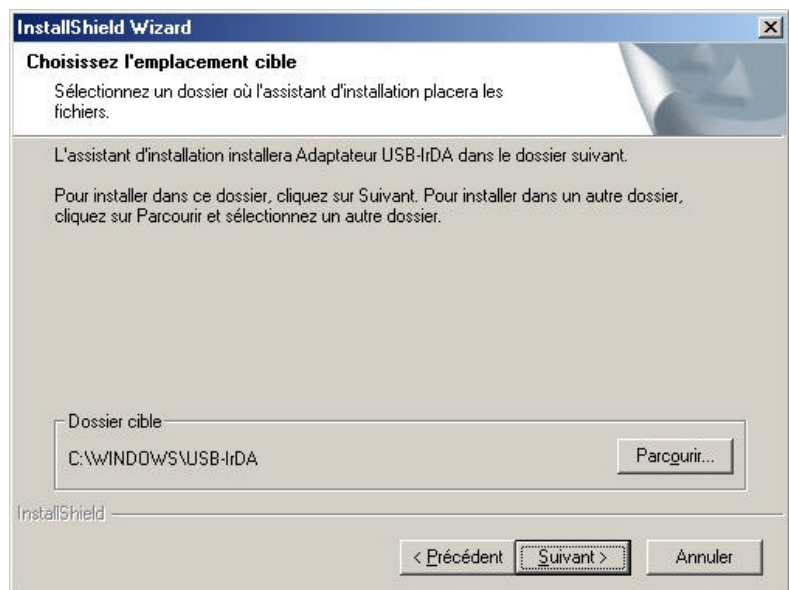 InstallShield Wizard
Choisissez l'emplacement cible
Sélectionnez un dossier où l'assistant d'installation placera les
fichiers.
L'assistant d'installation installera Adaptateur USB-IrDA dans le dossier suivant.
Pour installer dans ce dossier, cliquez sur Suivant. Pour installer dans un autre dossier,
cliquez sur Parcourir et sélectionnez un autre dossier.
Dossier cible
C:\WINDOWS\USB-IrDA
Parcourir...
InstallShield
< Précédent
Suivant >
Annuler